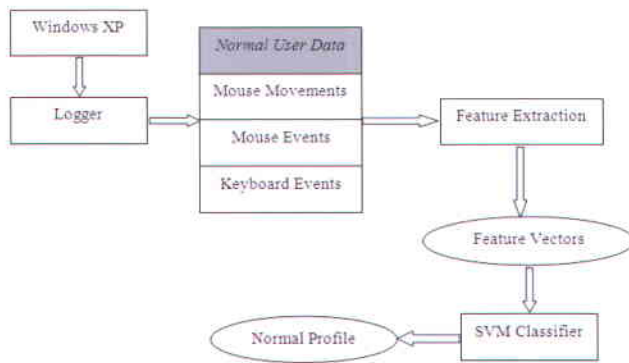 Windows XP
Logger
Normal User Data
Mouse Movements
Mouse Events
Keyboard Events
Feature Extraction
Feature Vectors
SVM Classifier
Normal Profile